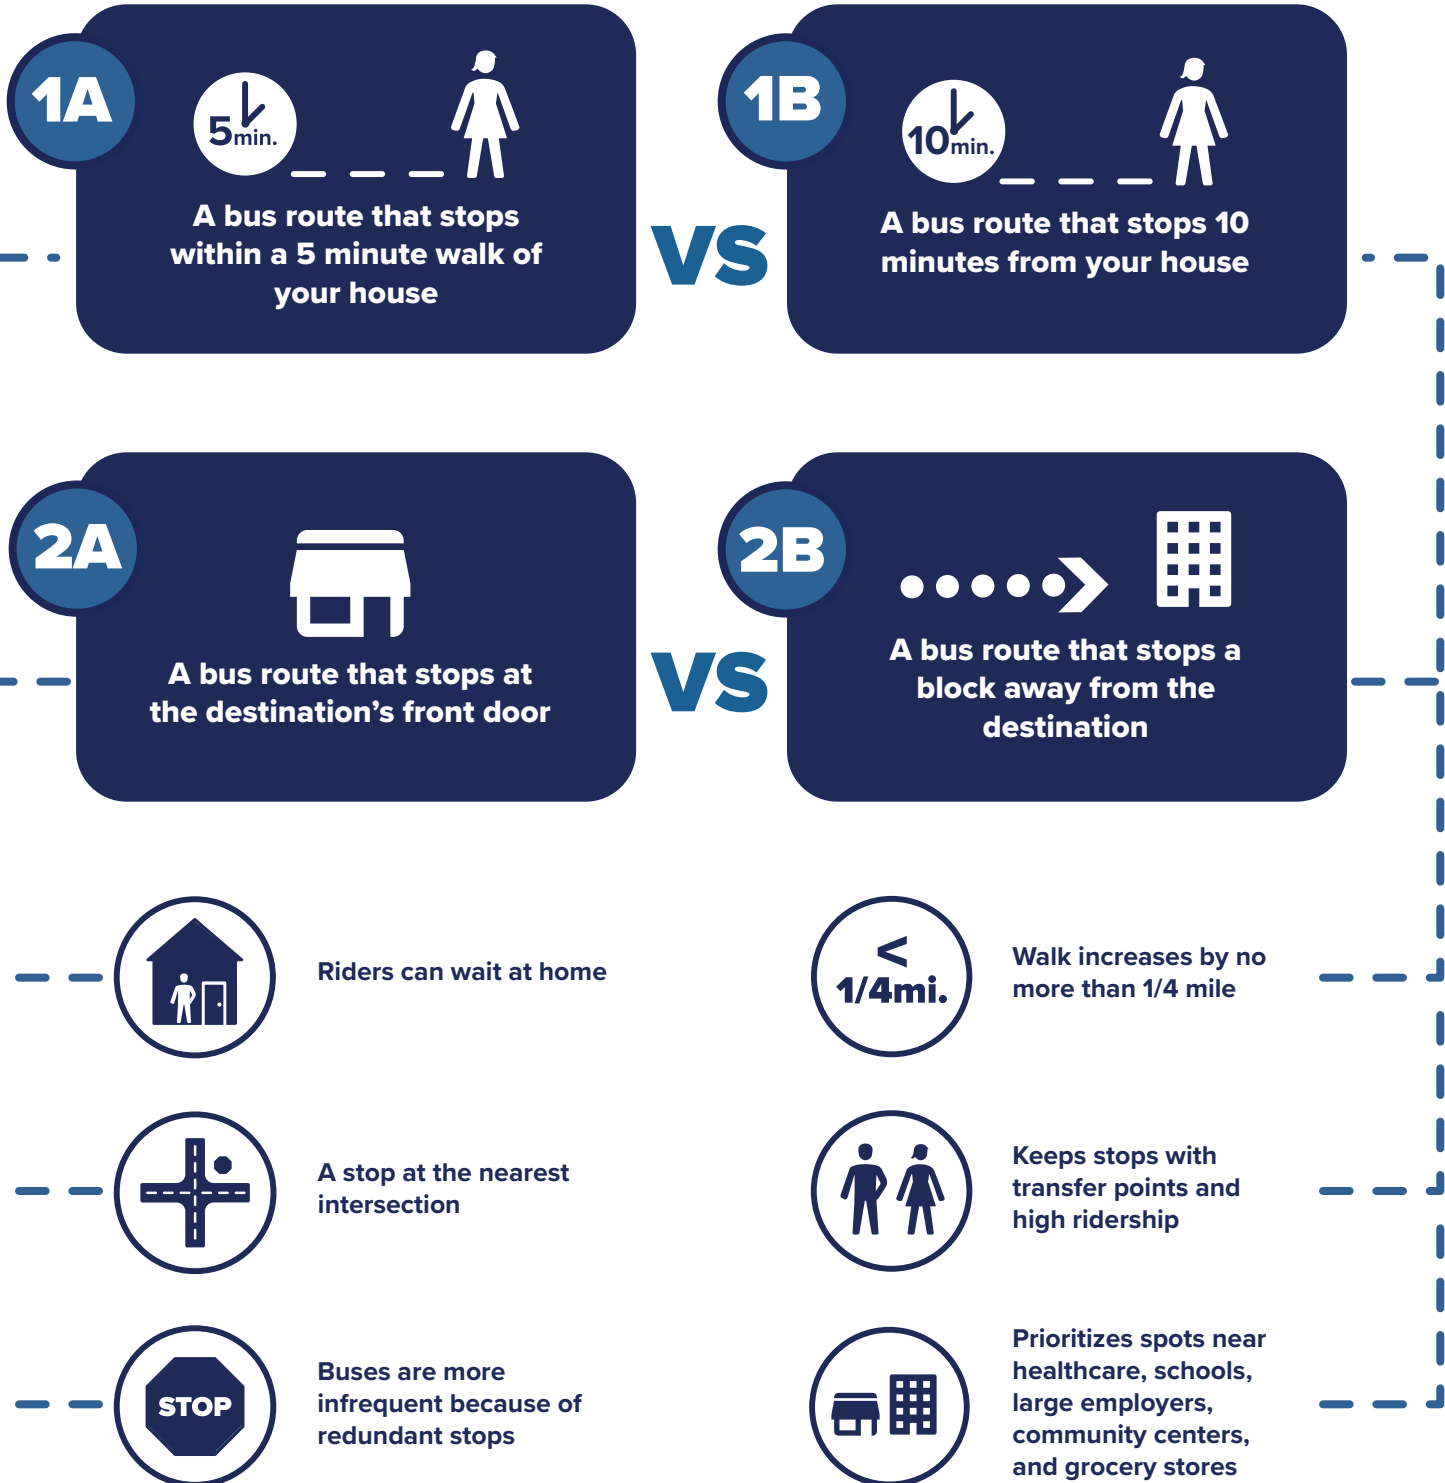 1A
5min.
A bus route that stops
within a 5 minute walk of
your house
VS
1B
10min.
A bus route that stops 10
minutes from your house
2A
A bus route that stops at
the destination’s front door
VS
2B
A bus route that stops a
block away from the
destination
Riders can wait at home
<
1/4mi.
Walk increases by no
more than 1/4 mile
A stop at the nearest
intersection
Keeps stops with
transfer points and
high ridership
STOP
Buses are more
infrequent because of
redundant stops
Prioritizes spots near
healthcare, schools,
large employers,
community centers,
and grocery stores